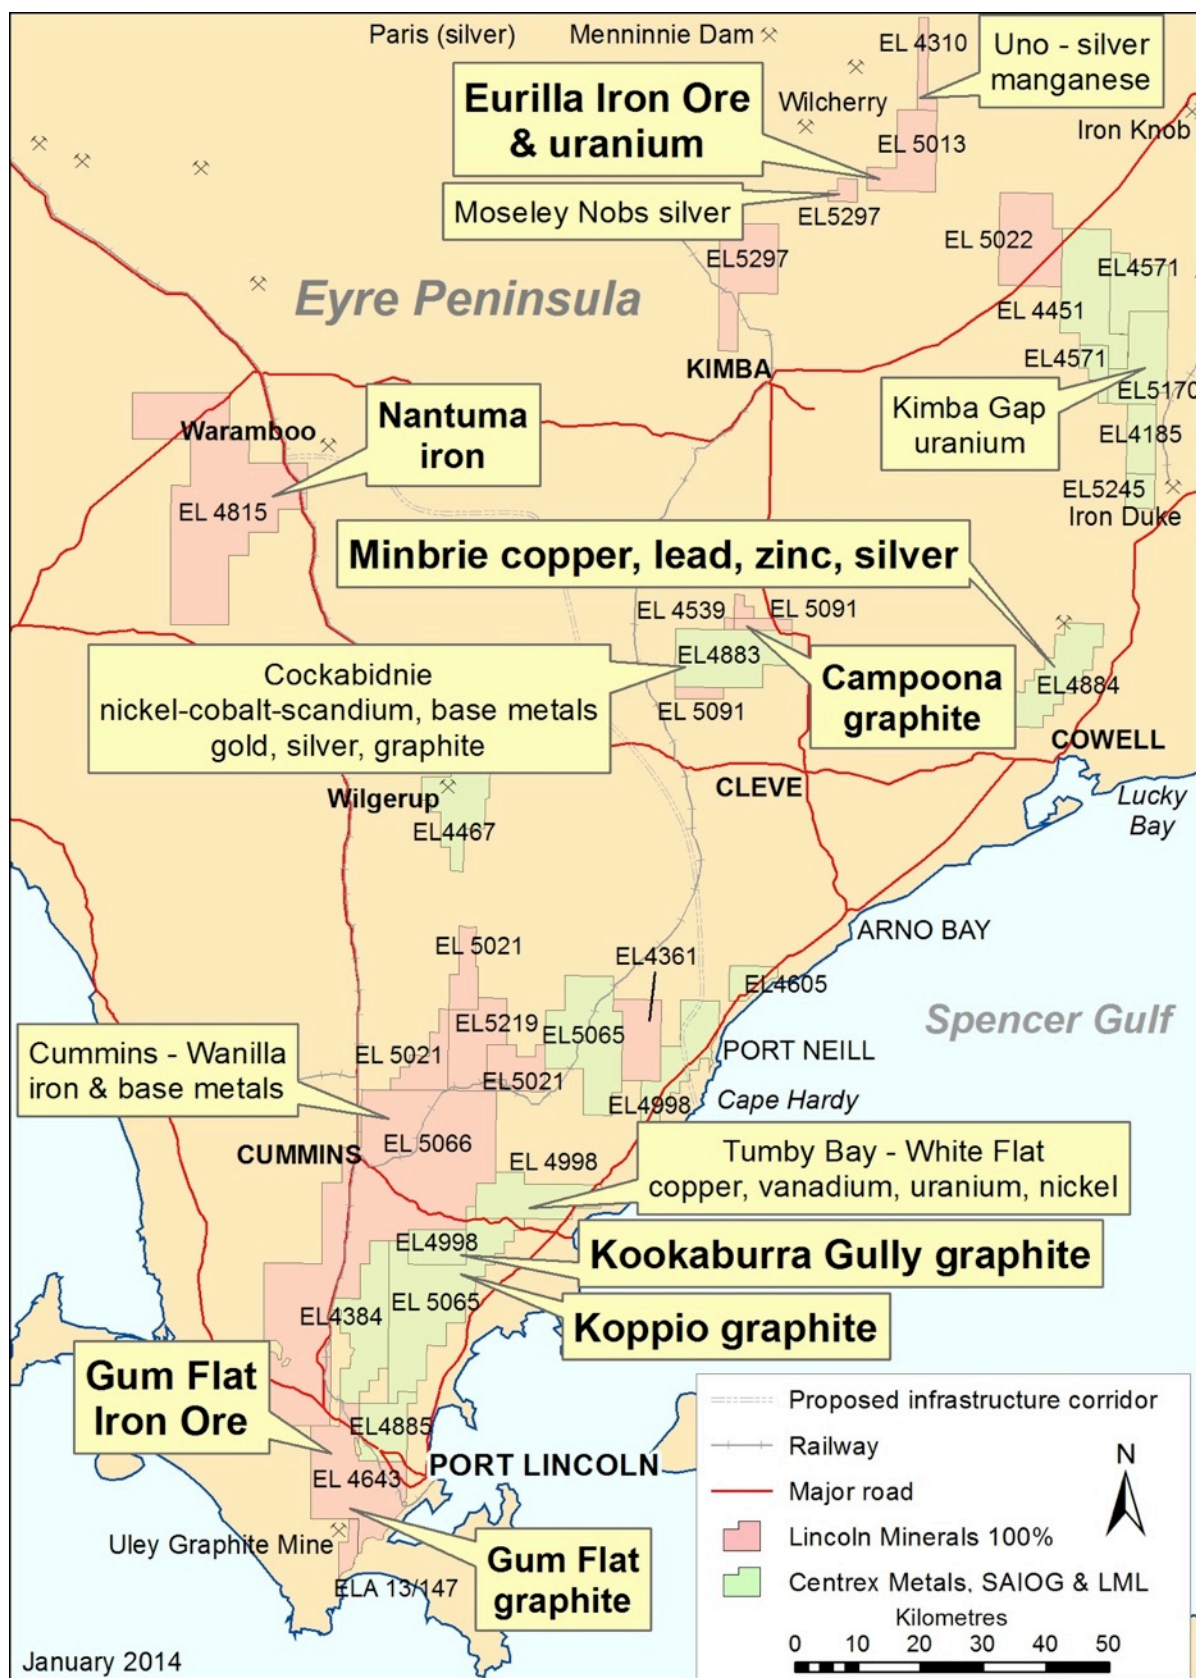 Paris (silver)
Menninnie Dam
EL 4310
Uno - silver
manganese
Eurilla Iron Ore
& uranium
Wilcherry
EL 5013
Iron Knob
Moseley Nobs silver
EL5297
EL5297
EL 5022
EL4571
Eyre Peninsula
EL 4451
EL4571
KIMBA
EL5170
Kimba Gap
uranium
Nantuma
iron
Waramboo
EL4185
EL 4815
EL5245
Iron Duke
Minbrie copper, lead, zinc, silver
EL 4539
EL 5091
EL4883
Cockabidnie
nickel-cobalt-scandium, base metals
gold, silver, graphite
Campoona
graphite
EL4884
EL 5091
COWELL
CLEVE
Wilgerup
Lucky
Bay
EL4467
ARNO BAY
EL 5021
EL4361
EL4605
Spencer Gulf
EL5219
EL5065
Cummins - Wanilla
iron & base metals
EL 5021
PORT NEILL
EL5021
EL4998
Cape Hardy
EL 5066
CUMMINS
EL 4998
Tumby Bay - White Flat
copper, vanadium, uranium, nickel
EL4998
Kookaburra Gully graphite
EL 5065
EL4384
Koppio graphite
Gum Flat
Iron Ore
EL4885
PORT LINCOLN
EL 4643
Uley Graphite Mine
Gum Flat
graphite
ELA 13/147
Proposed infrastructure corridor
Railway
Major road
N
Lincoln Minerals 100%
Centrex Metals, SAIOG & LML
Kilometres
0 10 20 30 40 50
January 2014